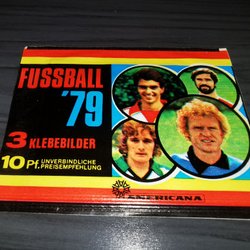 FUSSBALL
'79
3 KLEBEBILDER
10 Pf. UNVERBINDLICHE
PREISEMPFEHLUNG
AMERICANA